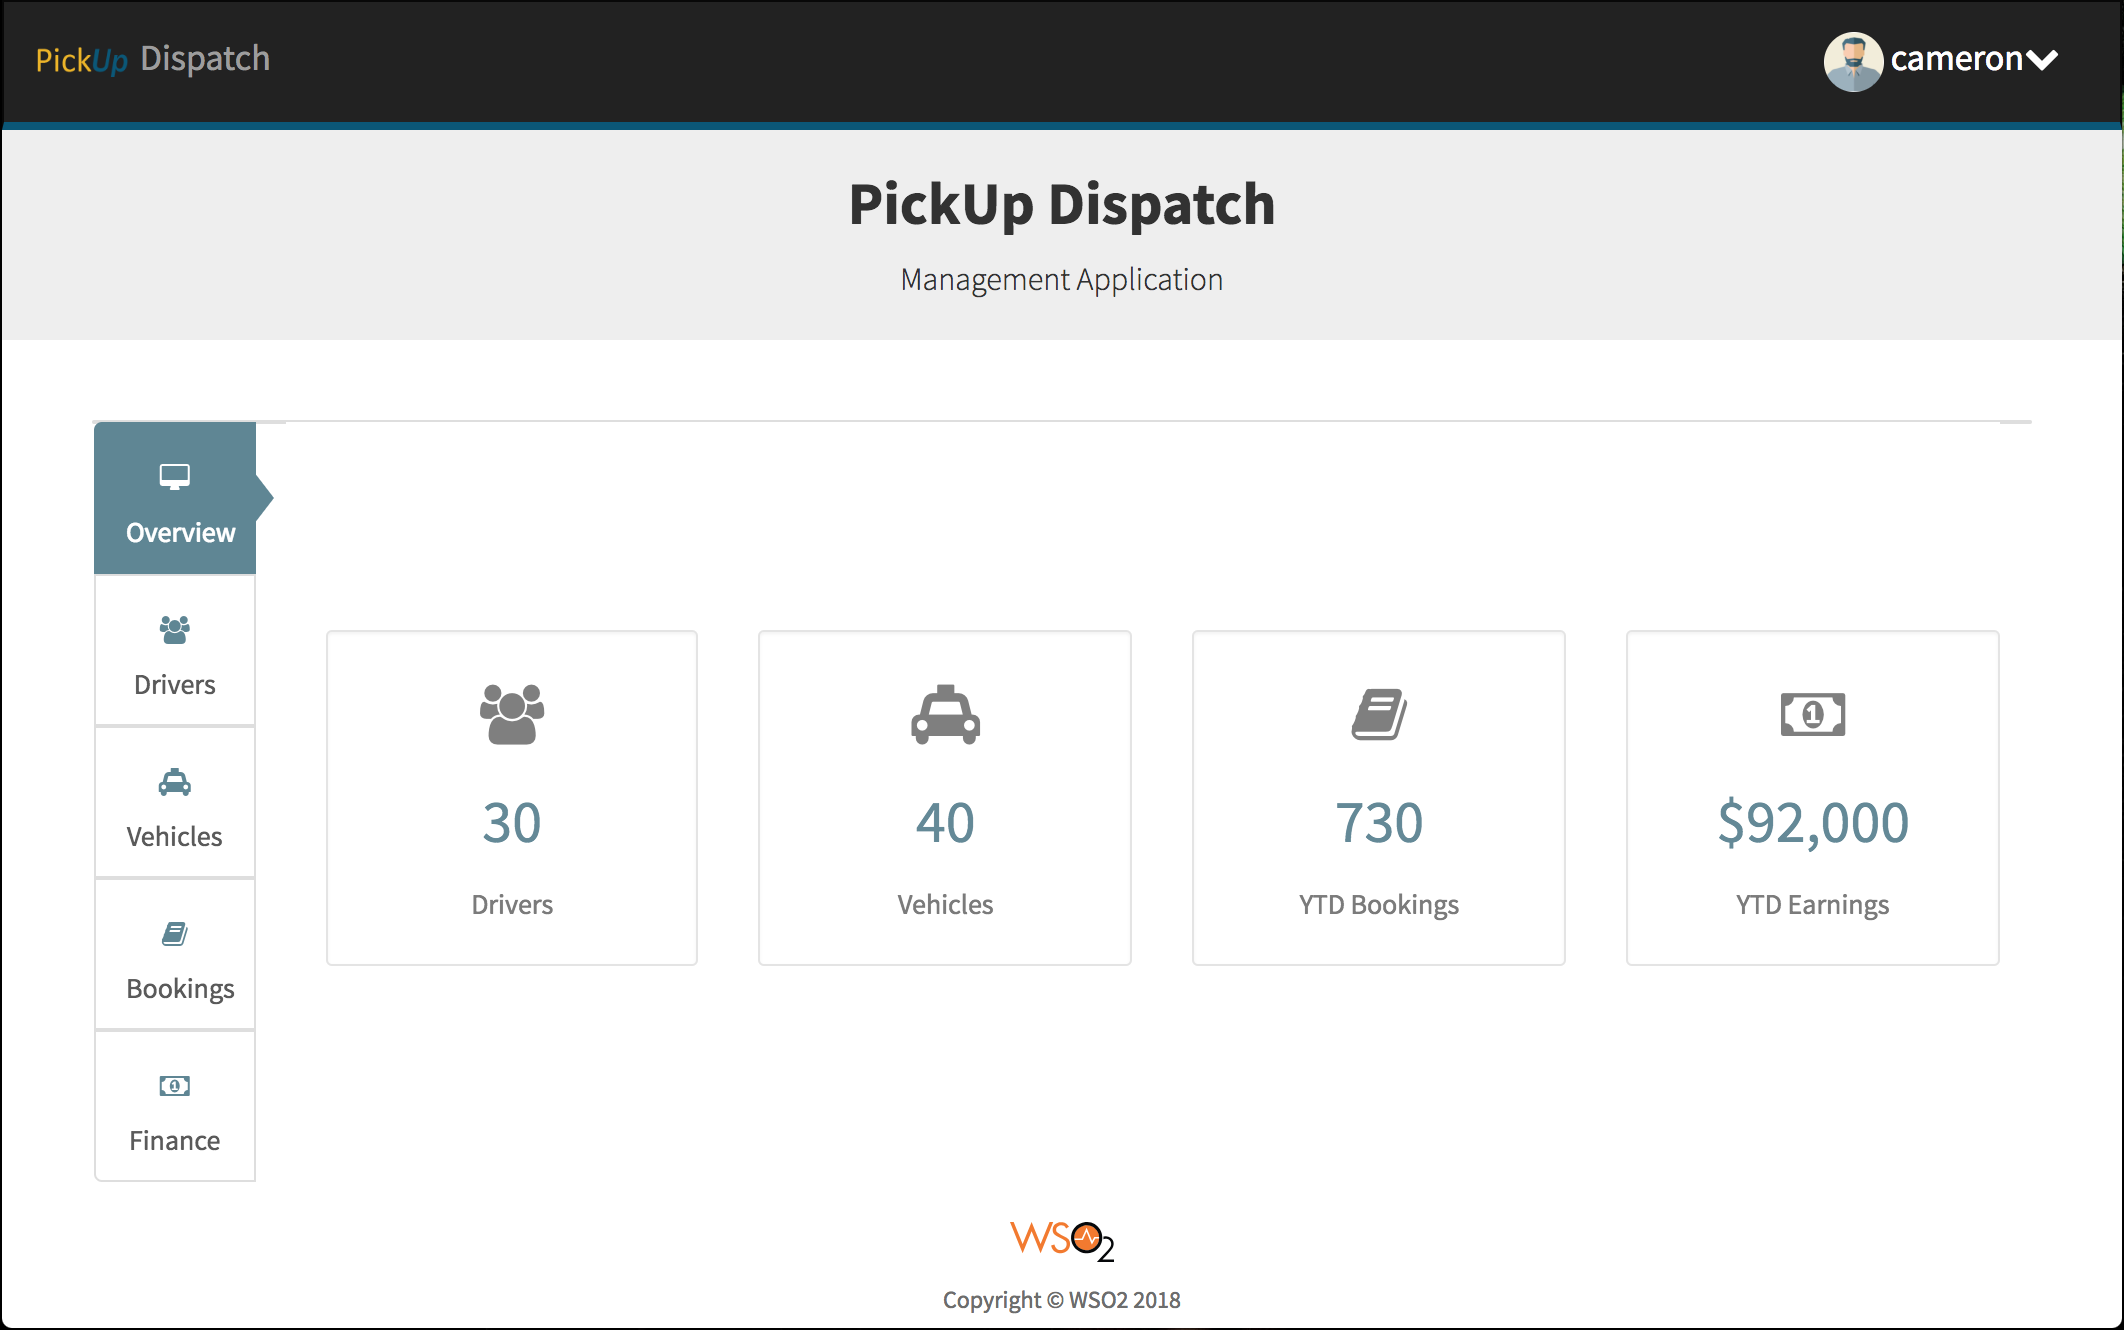 PickUp Dispatch
cameron
PickUp Dispatch
Management Application
Overview
Drivers
Vehicles
Bookings
Finance
30
Drivers
40
Vehicles
730
YTD Bookings
1
$92,000
YTD Earnings
WSO2
Copyright © WSO2 2018